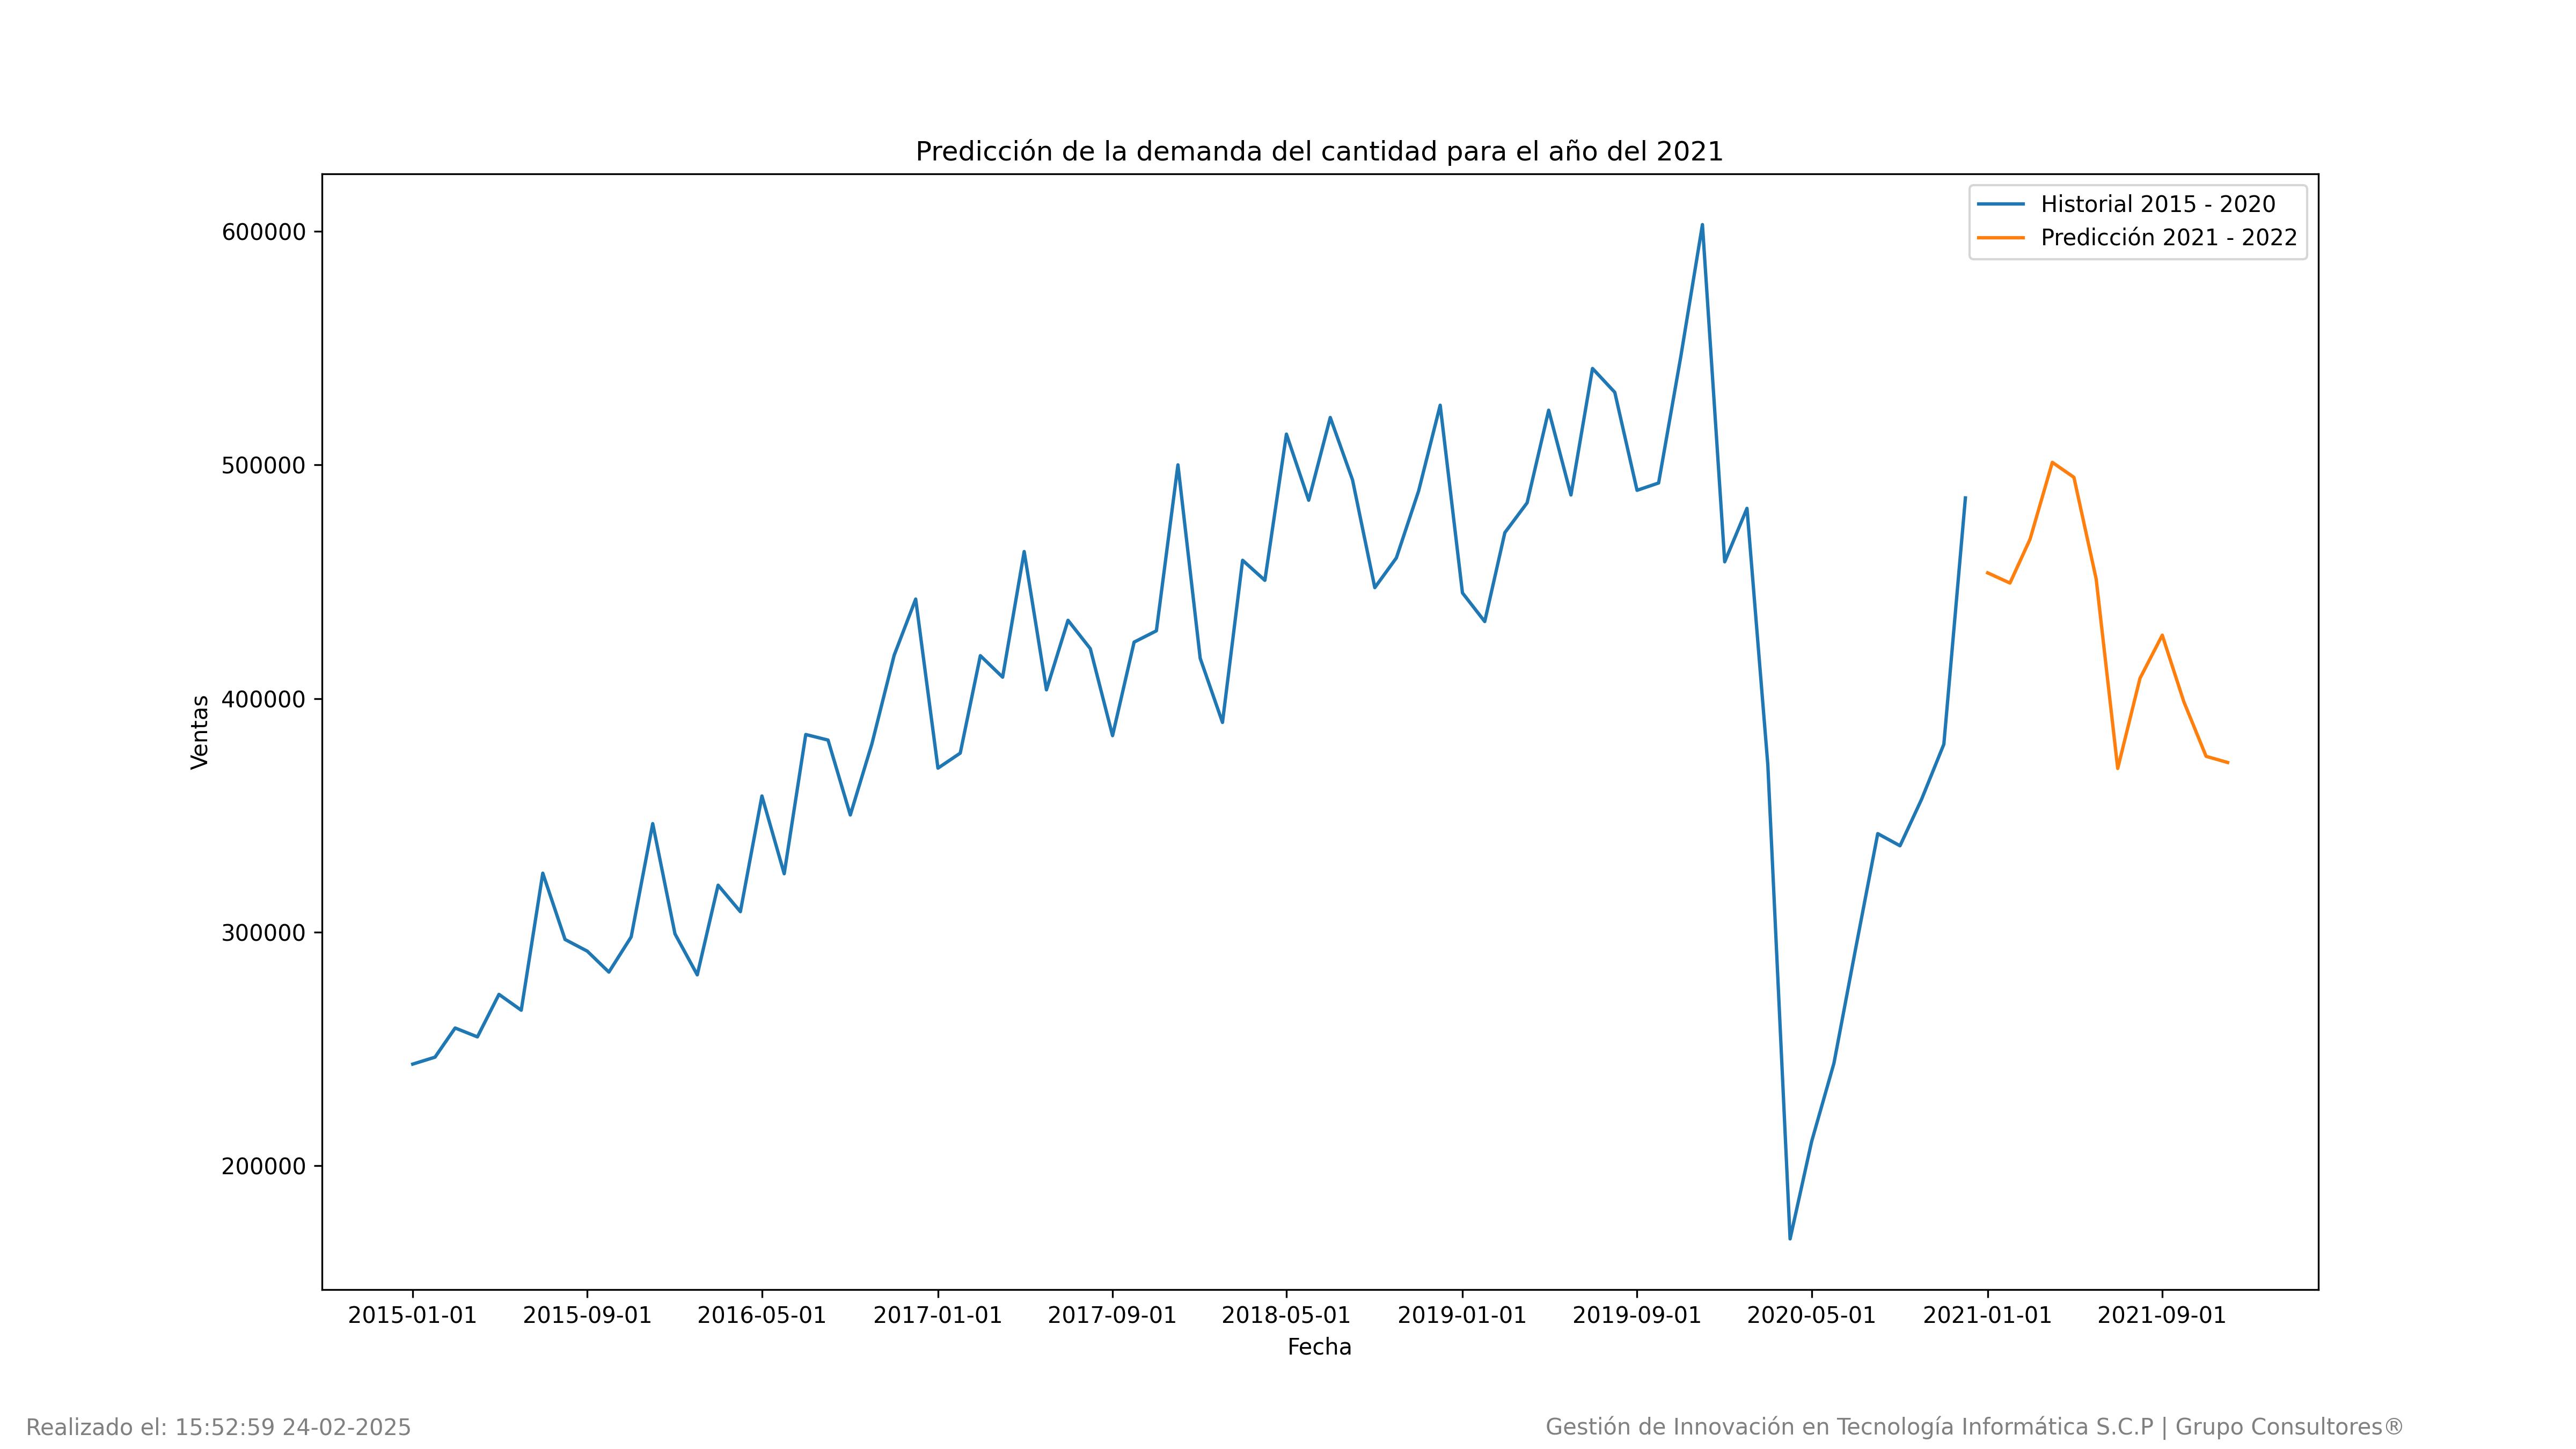 Predicción de la demanda del cantidad para el año del 2021
Historial 2015 - 2020
Predicción 2021 - 2022
600000
500000
400000
300000
200000
Ventas
2015-01-01 2015-09-01 2016-05-01 2017-01-01 2017-09-01 2018-05-01 2019-01-01 2019-09-01 2020-05-01 2021-01-01 2021-09-01
Fecha
Realizado el: 15:52:59 24-02-2025
Gestión de Innovación en Tecnología Informática S.C.P | Grupo Consultores®